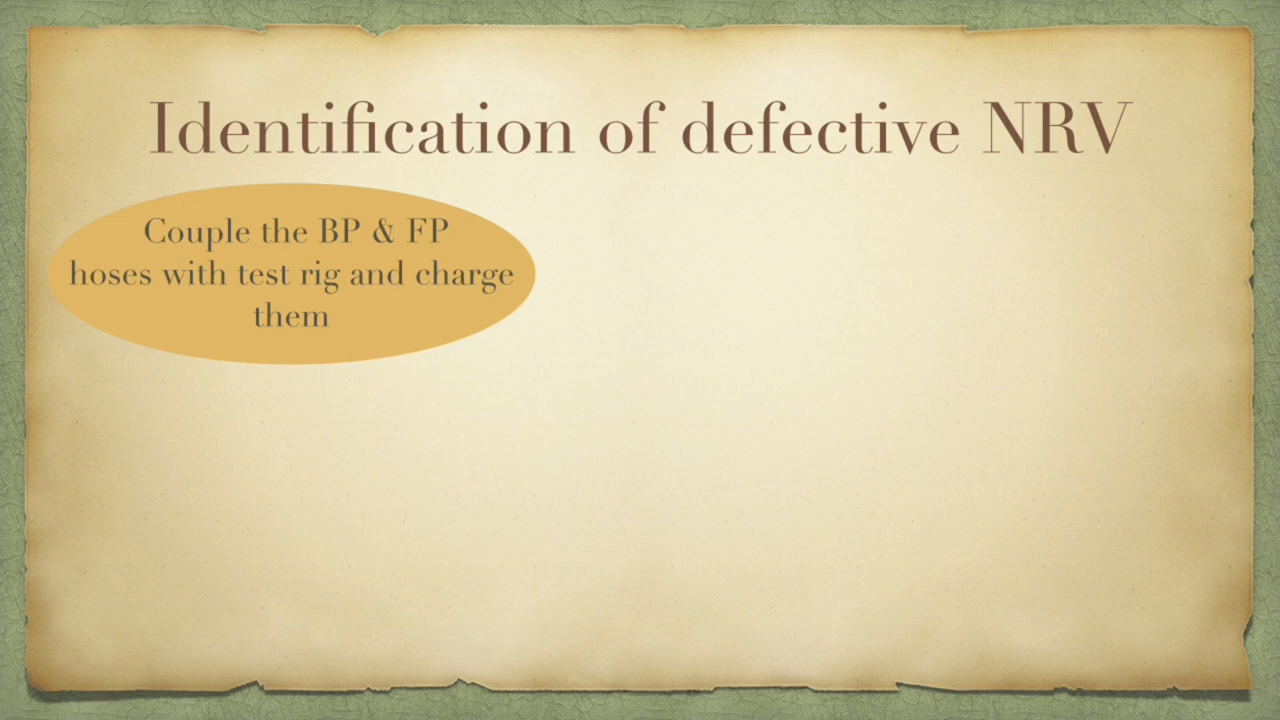 Identification of defective NRV
Couple the BP & FP
hoses with test rig and charge
them